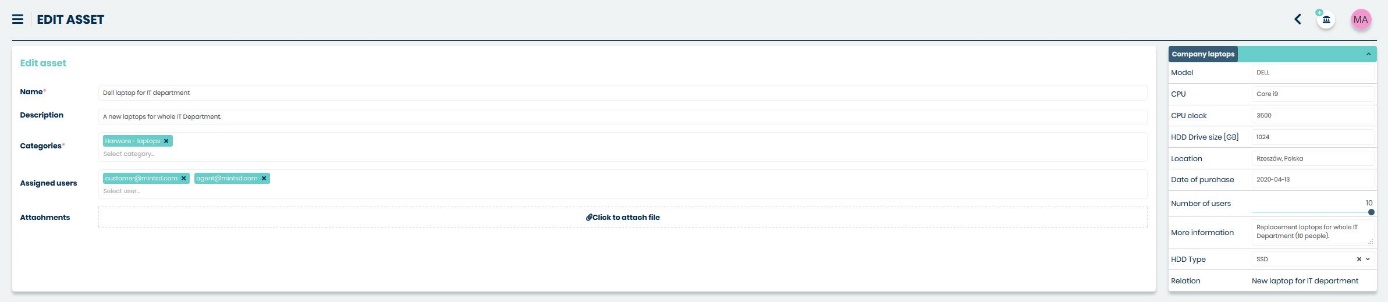 EDIT ASSET
MA
Edit asset
Name*
Dell laptop for IT department
Description
A new laptops for whole IT Department.
Categories*
Harware - laptops ×
Select category...
Assigned users
customer@mintsd.com × agent@mintsd.com ×
Select user...
Attachments
Click to attach file
Company laptops
Model DELL
CPU Core i9
CPU clock 3600
HDD Drive size [GB] 1024
Location Rzeszów, Polska
Date of purchase 2020-04-13
Number of users 10
More information
Replacement laptops for whole IT
Department (10 people).
HDD Type SSD ×
Relation New laptop for IT department